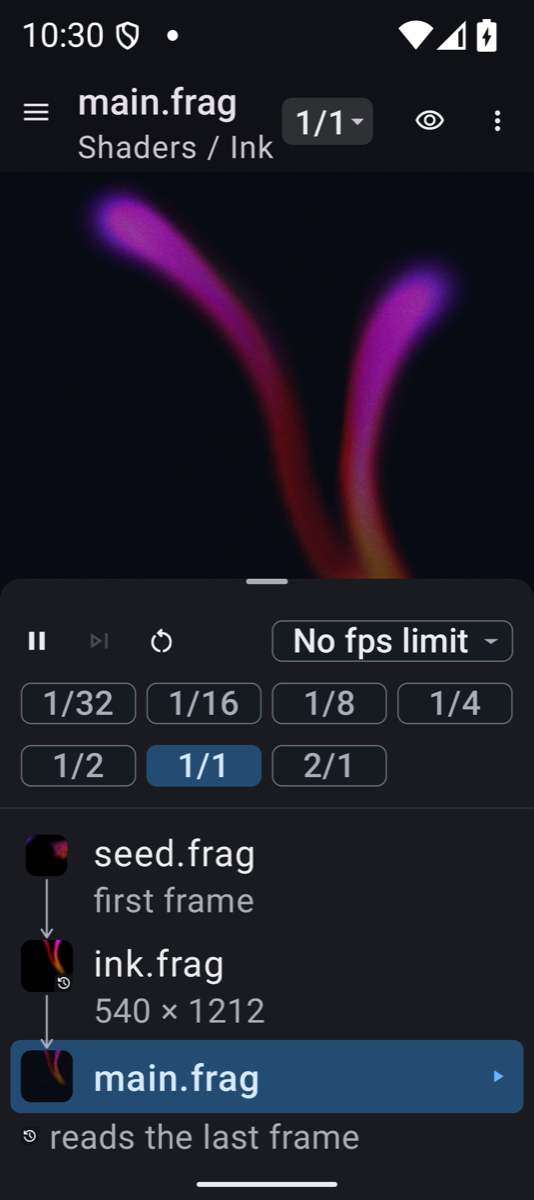 10:30
main.frag
Shaders / Ink
1/1
No fps limit
1/32 1/16 1/8 1/4
1/2 1/1 2/1
seed.frag
first frame
ink.frag
540 × 1212
main.frag
reads the last frame